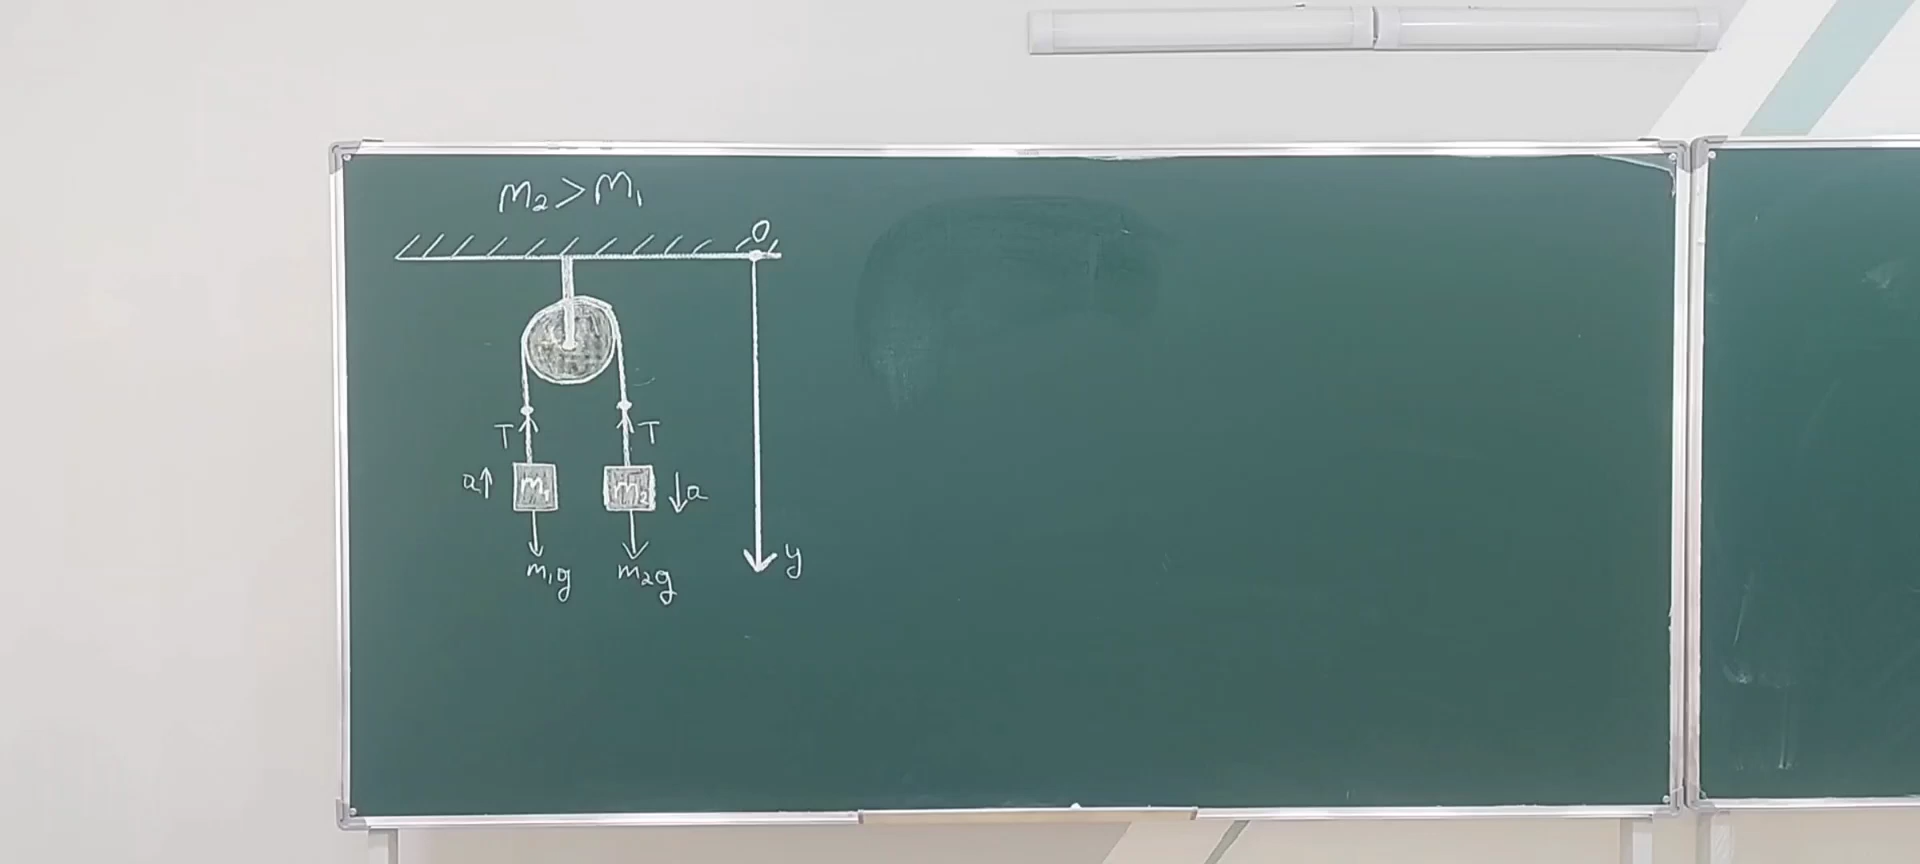 m₂ > m₁
O
T T
a m₁ m₂ a
m₁g m₂g y